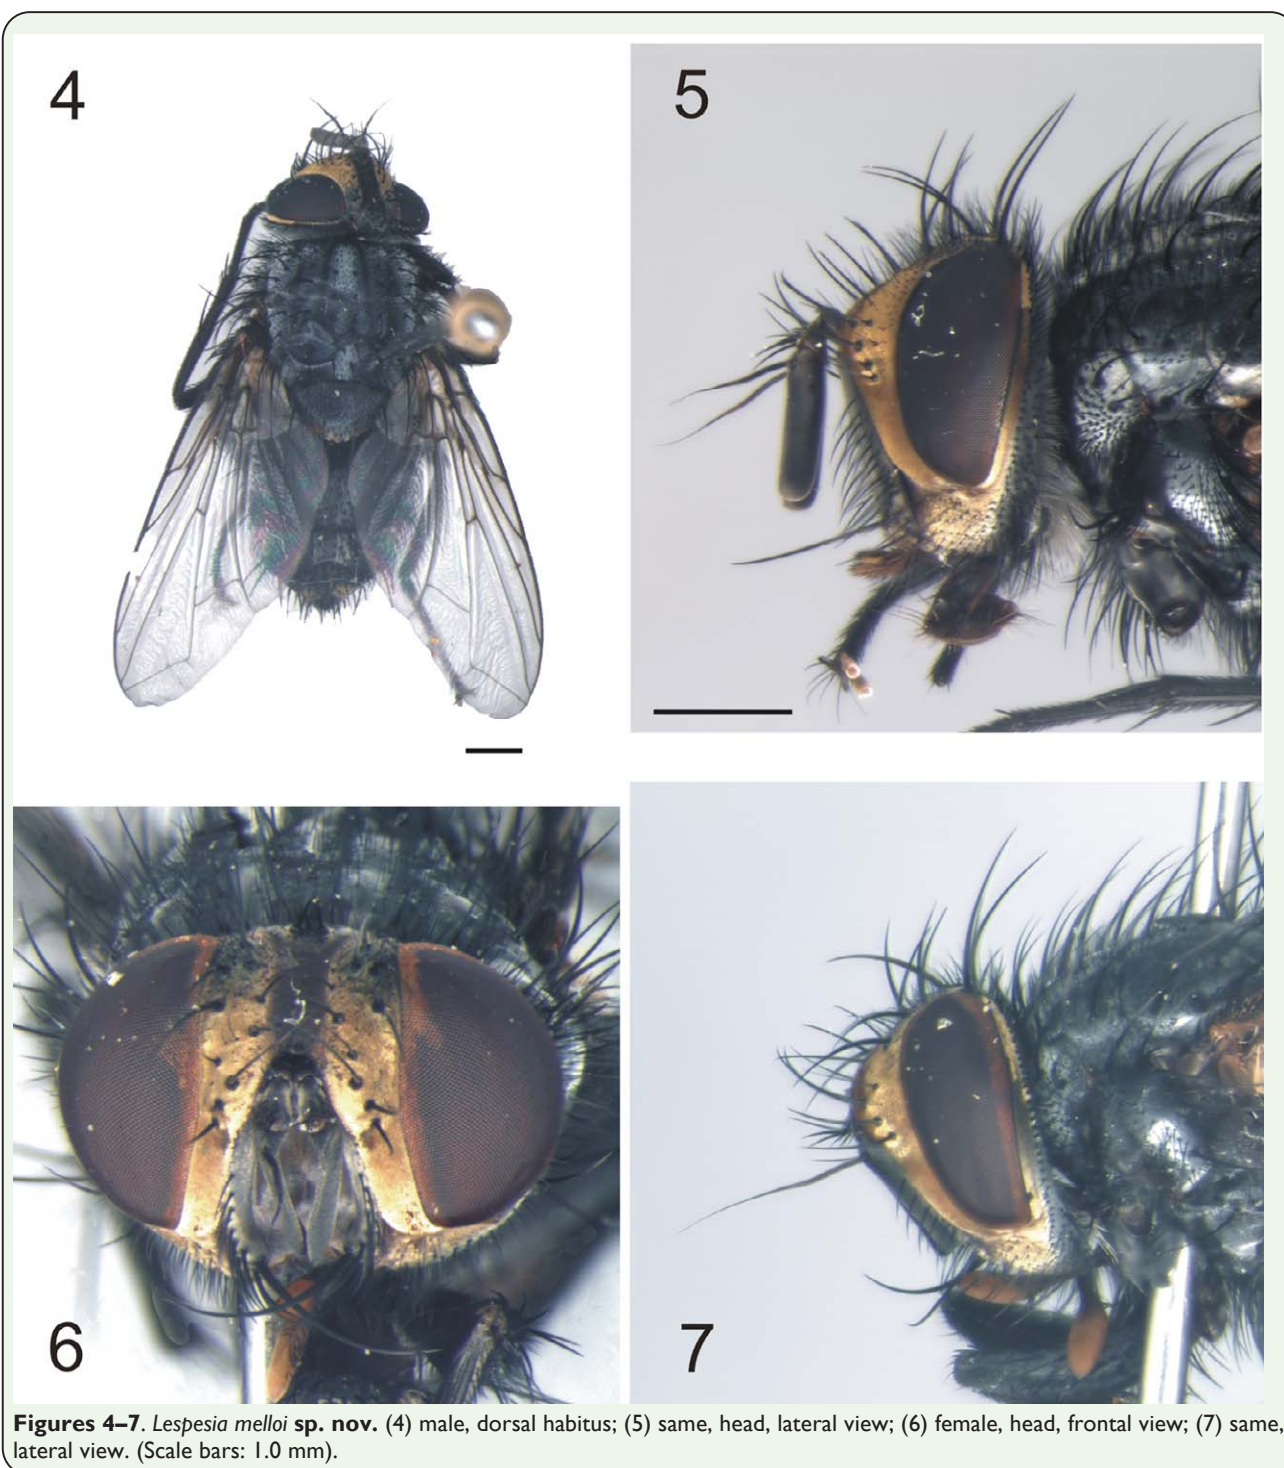 4
5
6
7
Figures 4–7. Lespesia melloi sp. nov. (4) male, dorsal habitus; (5) same, head, lateral view; (6) female, head, frontal view; (7) same,
lateral view. (Scale bars: 1.0 mm).